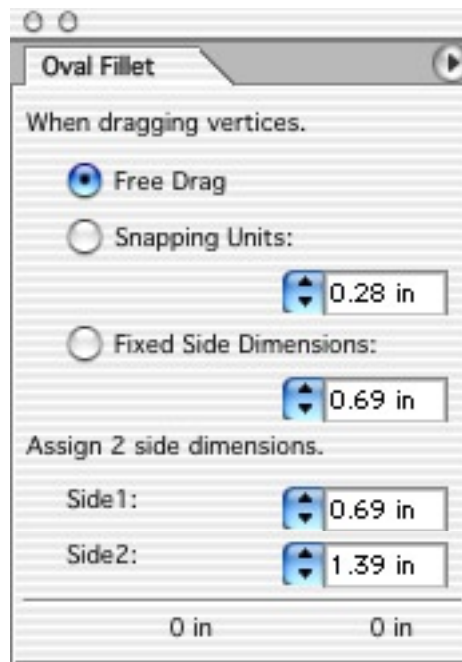 Oval Fillet
When dragging vertices.
Free Drag
Snapping Units:
0.28 in
Fixed Side Dimensions:
0.69 in
Assign 2 side dimensions.
Side1: 0.69 in
Side2: 1.39 in
0 in 0 in